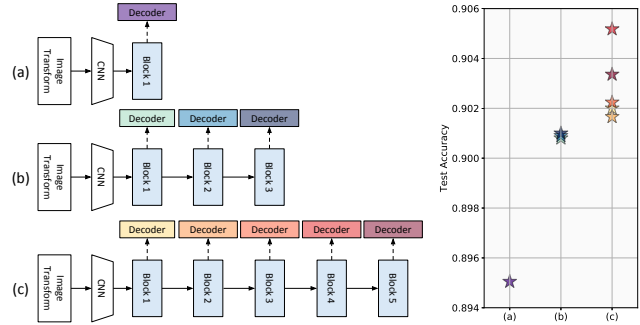 Decoder
(a)
Image
Transform
CNN
Block 1
Decoder
Decoder
Decoder
(b)
Image
Transform
CNN
Block 1
Block 2
Block 3
Decoder
Decoder
Decoder
Decoder
Decoder
(c)
Image
Transform
CNN
Block 1
Block 2
Block 3
Block 4
Block 5
Test Accuracy
0.906
0.904
0.902
0.900
0.898
0.896
0.894
(a)
(b)
(c)